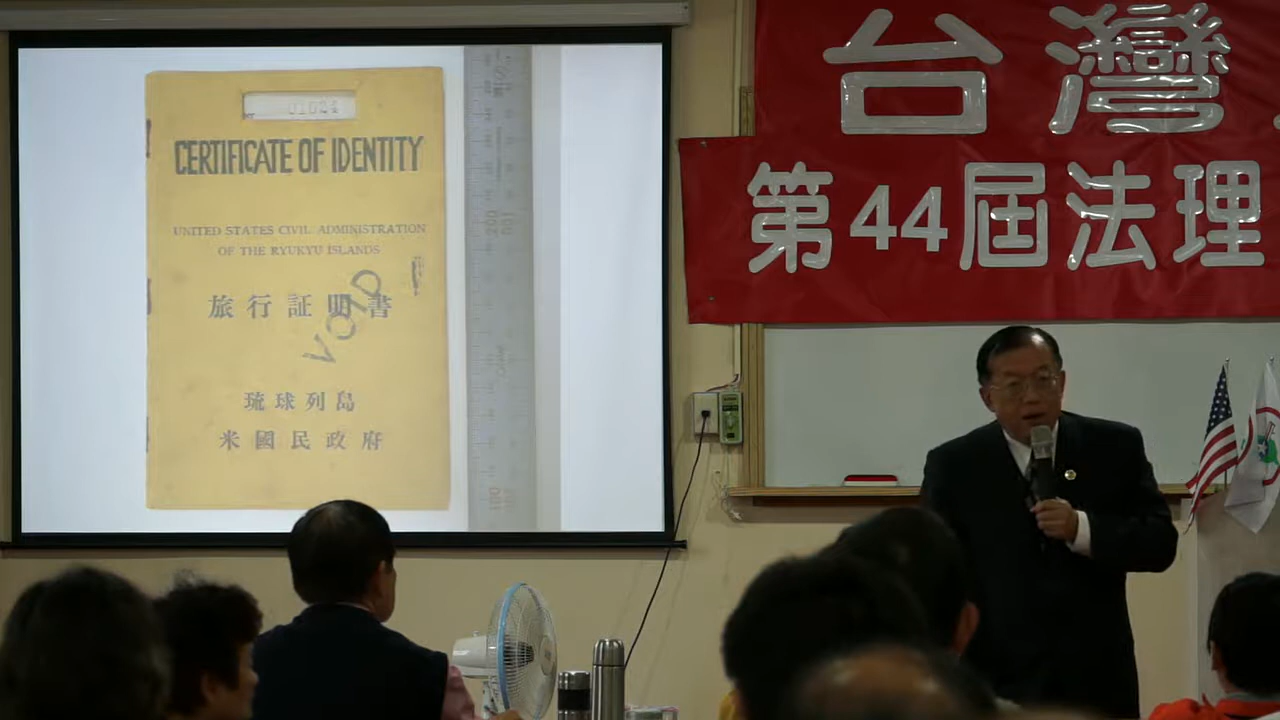 01024
CERTIFICATE OF IDENTITY
UNITED STATES CIVIL ADMINISTRATION
OF THE RYUKYU ISLANDS
旅行証明書
VOID
琉球列島
米國民政府
台灣
第44屆法理